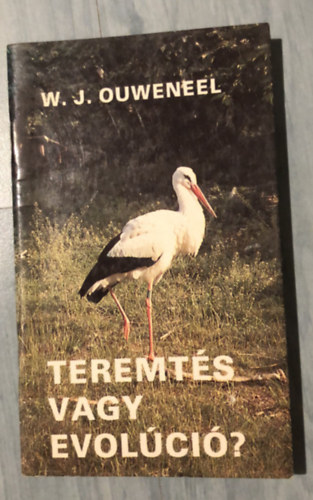 W. J. OUWENEEL
TEREMTÉS
VAGY
EVOLÚCIÓ?